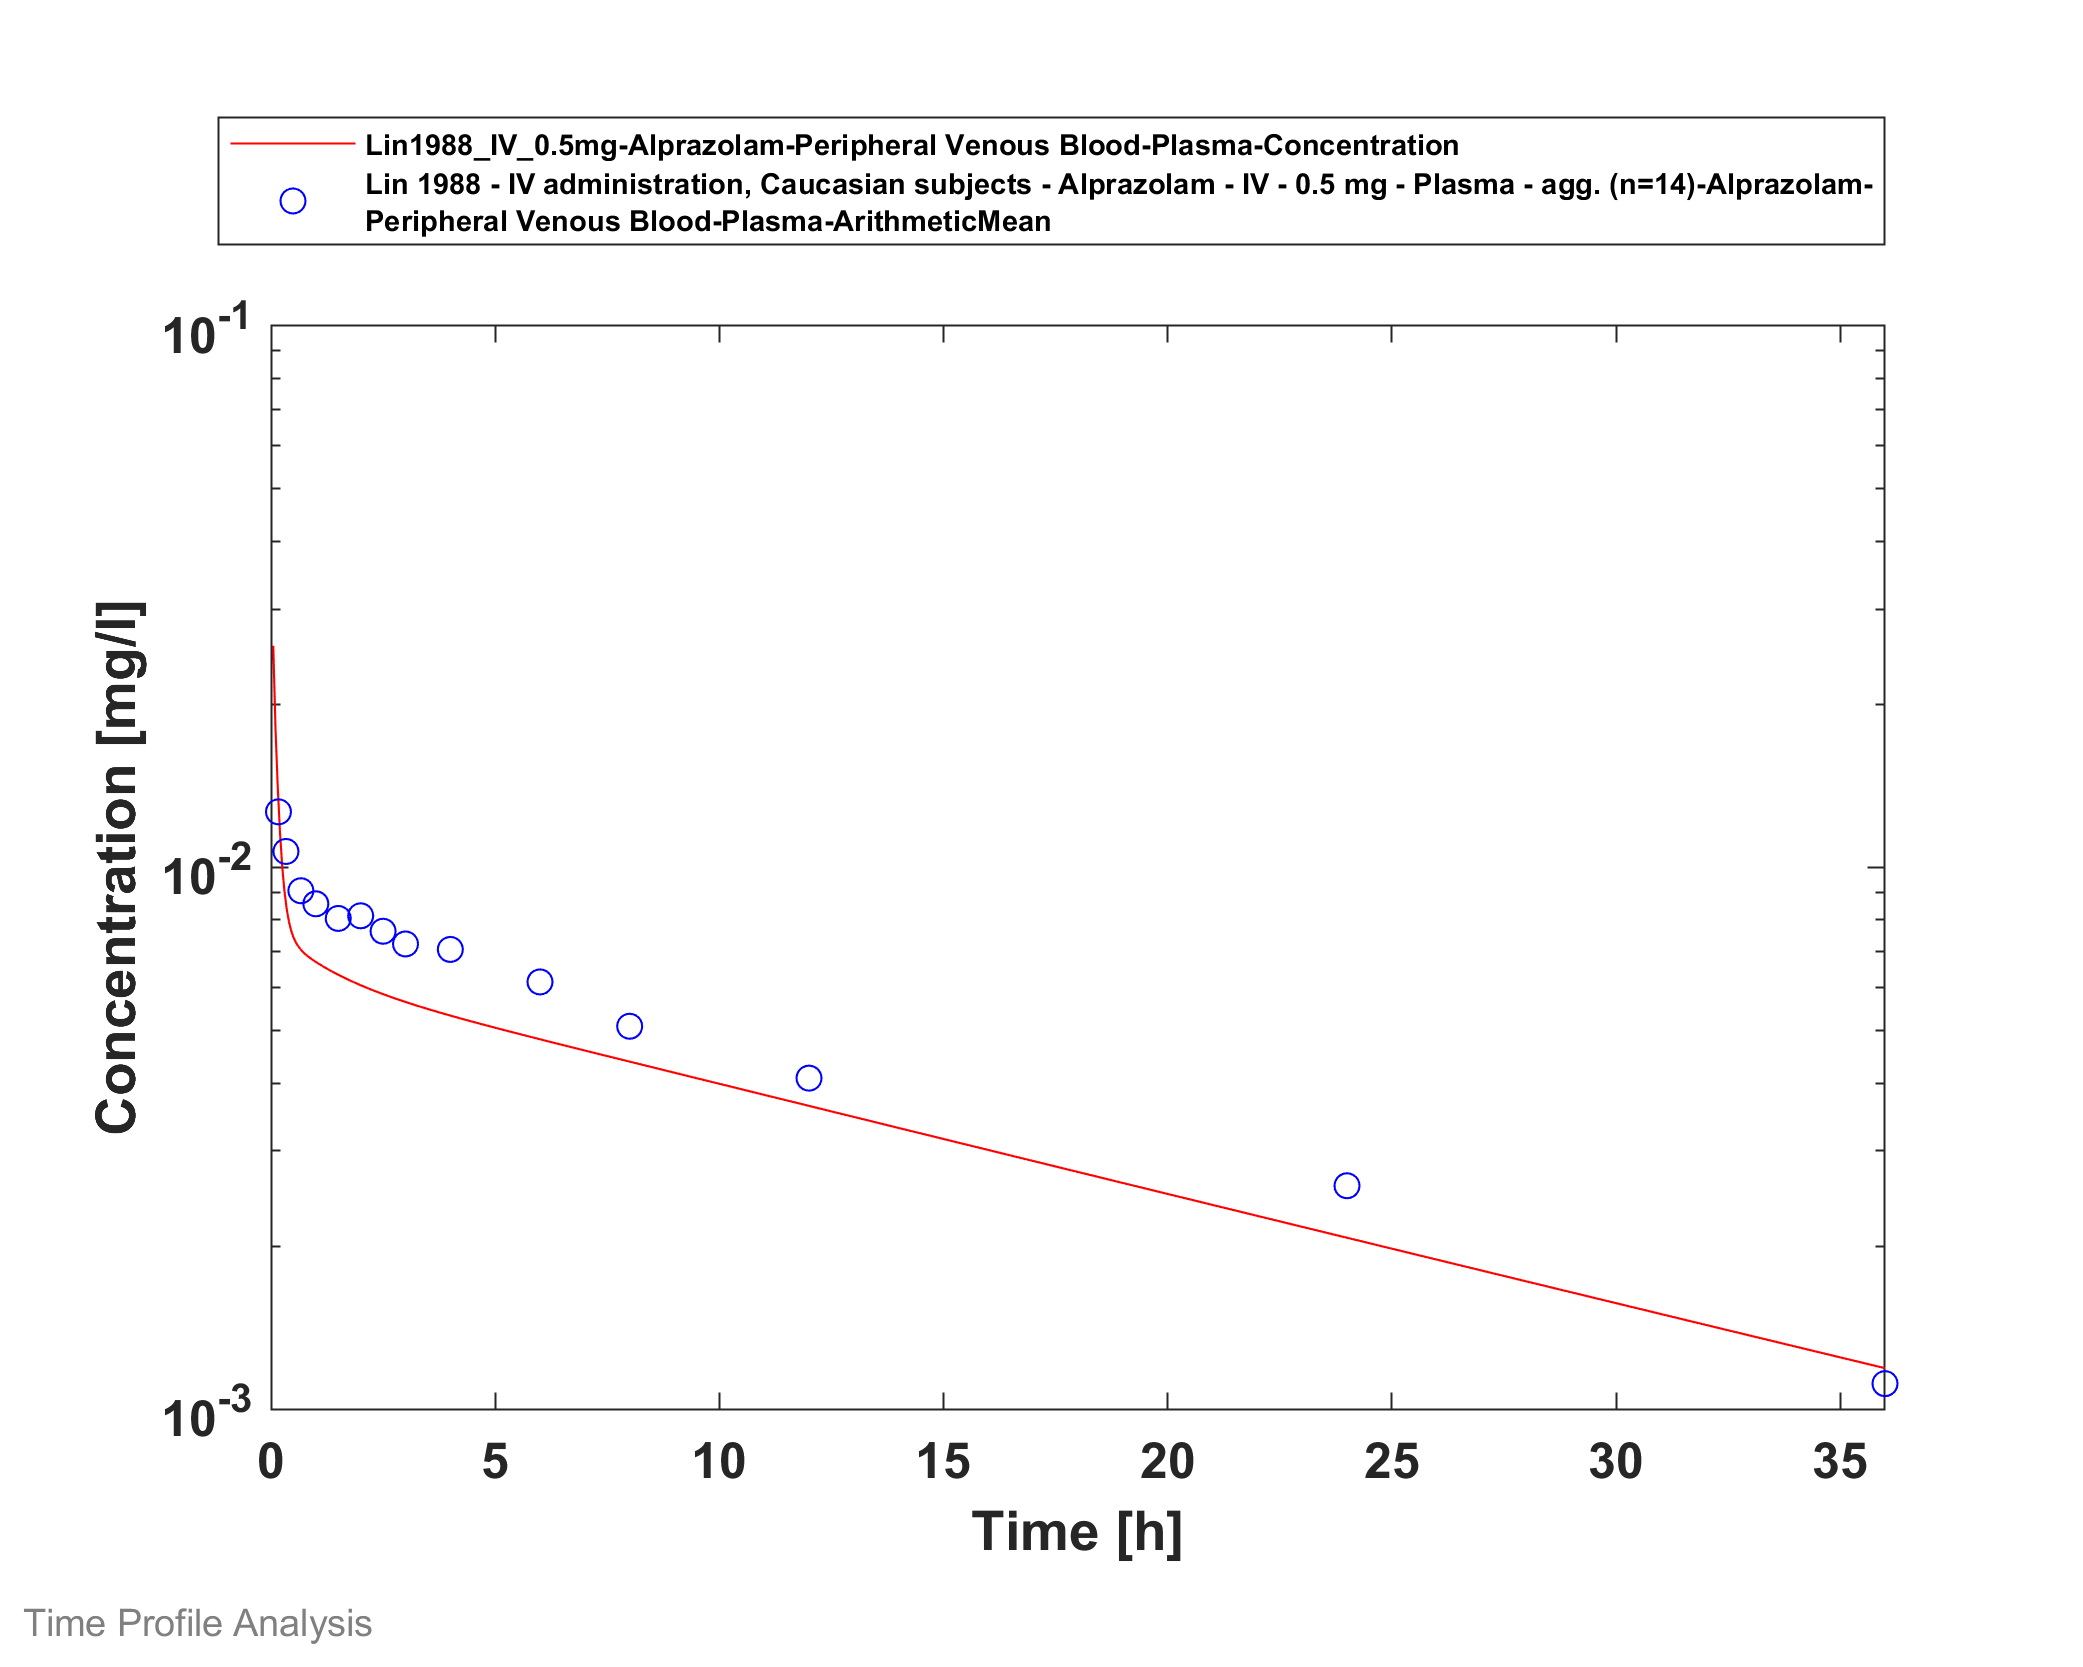 Lin1988_IV_0.5mg-Alprazolam-Peripheral Venous Blood-Plasma-Concentration
Lin 1988 - IV administration, Caucasian subjects - Alprazolam - IV - 0.5 mg - Plasma - agg. (n=14)-Alprazolam-
Peripheral Venous Blood-Plasma-ArithmeticMean
10^-1
10^-2
10^-3
Concentration [mg/l]
0 5 10 15 20 25 30 35
Time [h]
Time Profile Analysis